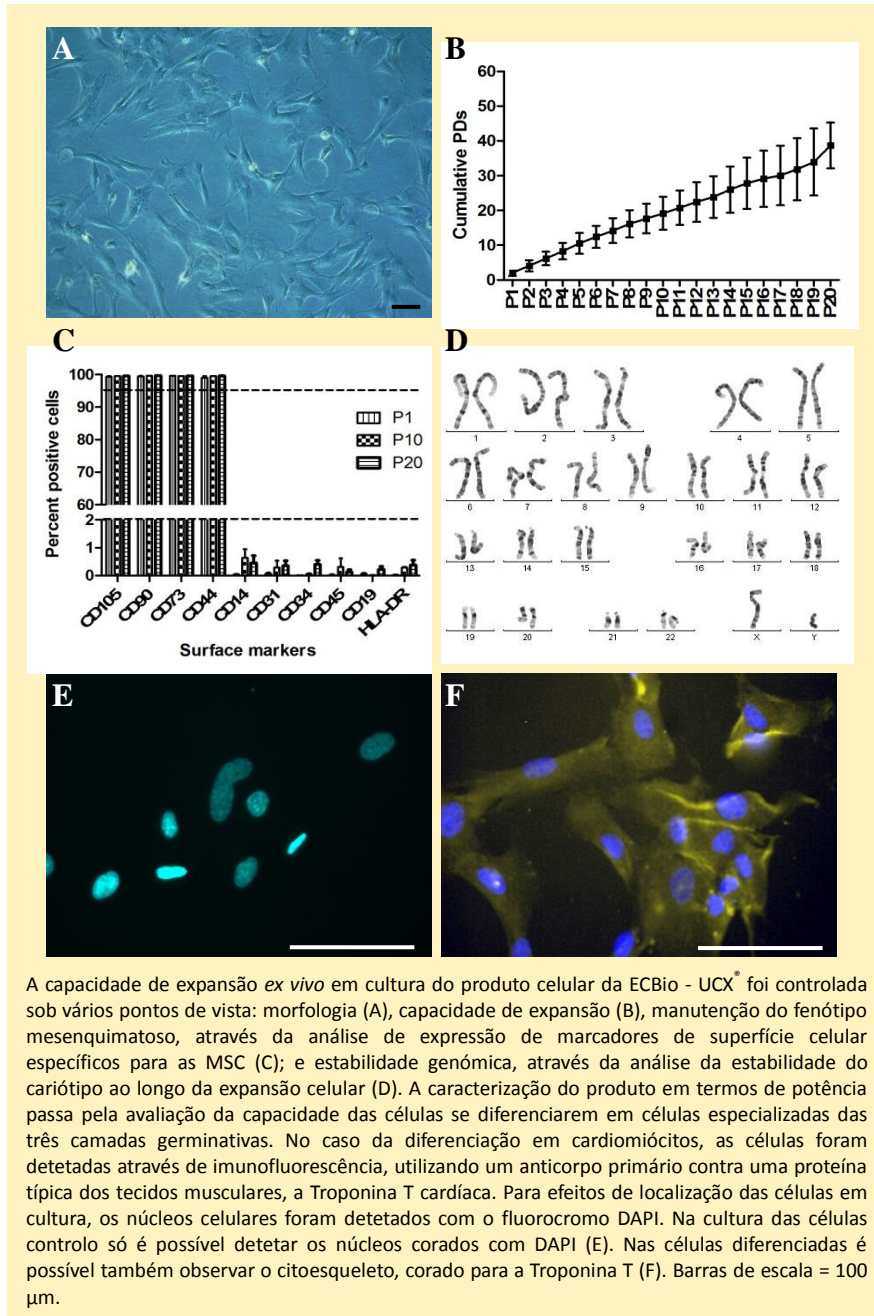 A
B
60
50
40
30
20
10
0
Cumulative PDs
P1 P2 P3 P4 P5 P6 P7 P8 P9 P10 P11 P12 P13 P14 P15 P16 P17 P18 P19 P20
C
100
90
80
70
60
2
1
0
Percent positive cells
P1
P10
P20
CD105 CD90 CD73 CD44 CD14 CD31 CD34 CD45 CD19 HLA-DR
Surface markers
D
1 2 3 4 5
6 7 8 9 10 11 12
13 14 15 16 17 18
19 20 21 22 X Y
E
F
A capacidade de expansão ex vivo em cultura do produto celular da ECBio - UCX® foi controlada
sob vários pontos de vista: morfologia (A), capacidade de expansão (B), manutenção do fenótipo
mesenquimatoso, através da análise de expressão de marcadores de superfície celular
específicos para as MSC (C); e estabilidade genómica, através da análise da estabilidade do
cariótipo ao longo da expansão celular (D). A caracterização do produto em termos de potência
passa pela avaliação da capacidade das células se diferenciarem em células especializadas das
três camadas germinativas. No caso da diferenciação em cardiomiócitos, as células foram
detetadas através de imunofluorescência, utilizando um anticorpo primário contra uma proteína
típica dos tecidos musculares, a Troponina T cardíaca. Para efeitos de localização das células em
cultura, os núcleos celulares foram detetados com o fluorocromo DAPI. Na cultura das células
controlo só é possível detetar os núcleos corados com DAPI (E). Nas células diferenciadas é
possível também observar o citoesqueleto, corado para a Troponina T (F). Barras de escala = 100
μm.